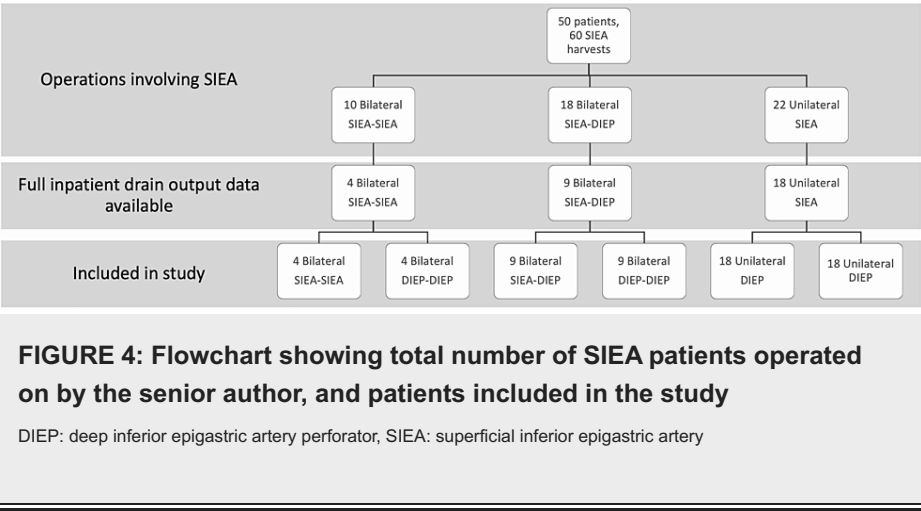 50 patients,
60 SIEA
harvests
Operations involving SIEA
10 Bilateral
SIEA-SIEA
18 Bilateral
SIEA-DIEP
22 Unilateral
SIEA
Full inpatient drain output data
available
4 Bilateral
SIEA-SIEA
9 Bilateral
SIEA-DIEP
18 Unilateral
SIEA
Included in study
4 Bilateral
SIEA-SIEA
4 Bilateral
DIEP-DIEP
9 Bilateral
SIEA-DIEP
9 Bilateral
DIEP-DIEP
18 Unilateral
DIEP
18 Unilateral
DIEP
FIGURE 4: Flowchart showing total number of SIEA patients operated
on by the senior author, and patients included in the study
DIEP: deep inferior epigastric artery perforator, SIEA: superficial inferior epigastric artery